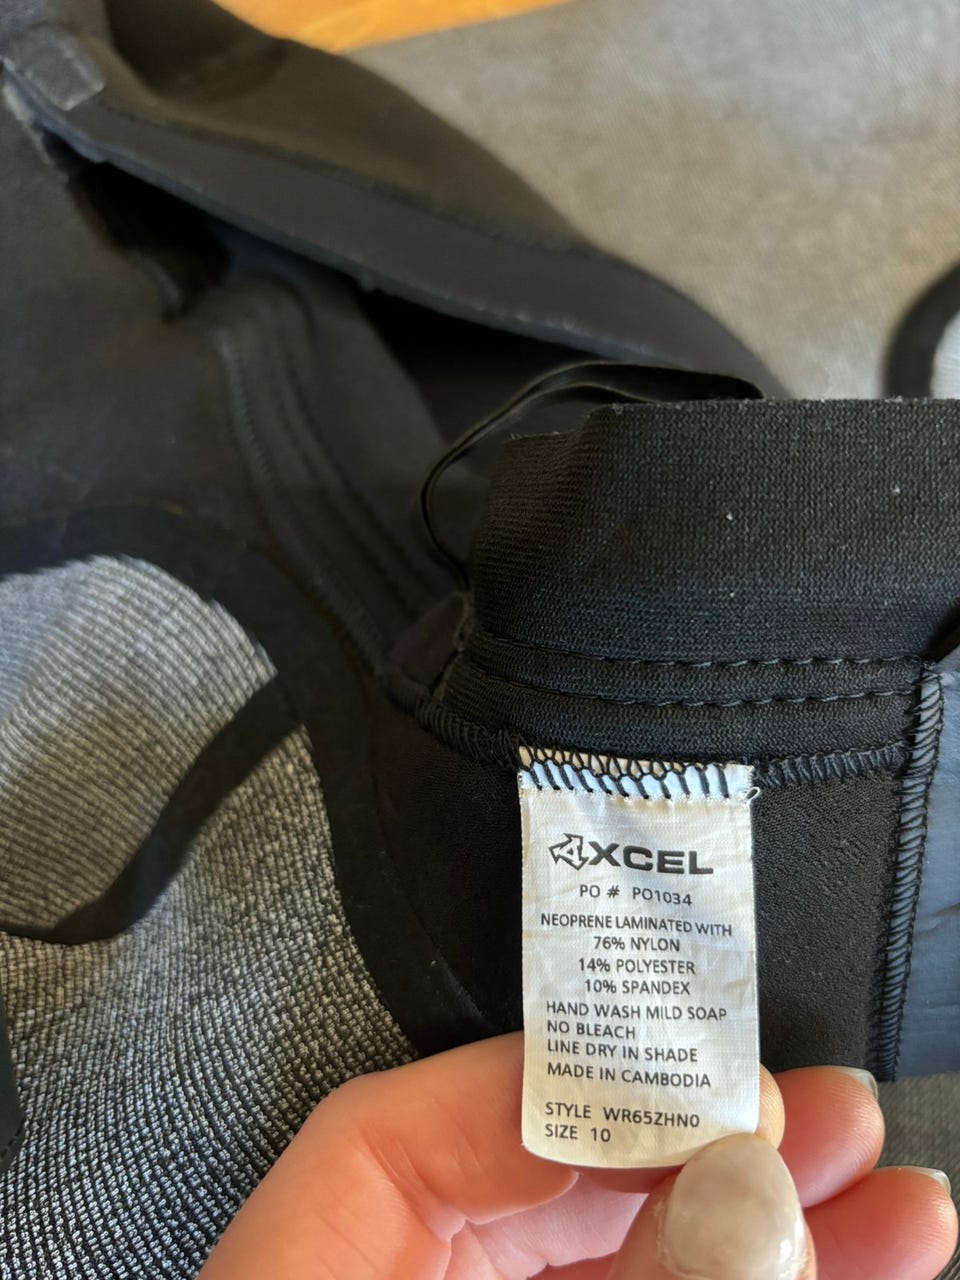 XCEL
PO # PO1034
NEOPRENE LAMINATED WITH
76% NYLON
14% POLYESTER
10% SPANDEX
HAND WASH MILD SOAP
NO BLEACH
LINE DRY IN SHADE
MADE IN CAMBODIA
STYLE WR65ZHN0
SIZE 10